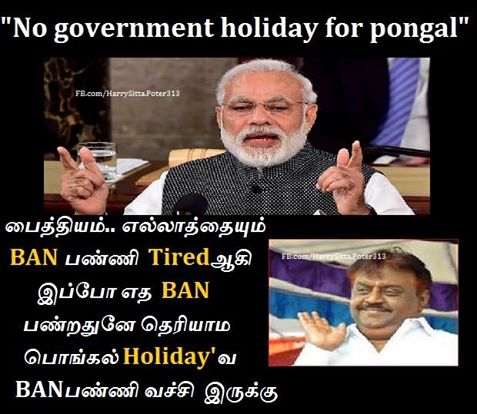 "No government holiday for pongal"
FB.com/HarrySitta.Poter313
பைத்தியம்.. எல்லாத்தையும்
BAN பண்ணி Tiredஆகி
இப்போ எத BAN
பண்றதுனே தெரியாம
பொங்கல் Holiday'வ
BANபண்ணி வச்சி இருக்கு
FB.com/HarrySitta.Poter313